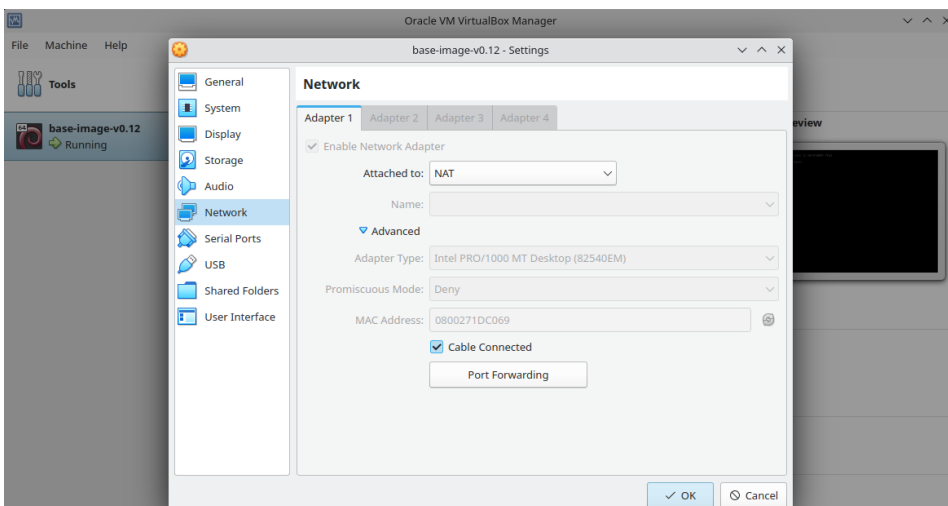 Oracle VM VirtualBox Manager
File Machine Help
base-image-v0.12 - Settings
Tools
64
base-image-v0.12
Running
General
System
Display
Storage
Audio
Network
Serial Ports
USB
Shared Folders
User Interface
Network
Adapter 1 Adapter 2 Adapter 3 Adapter 4
Enable Network Adapter
Attached to: NAT
Name:
Advanced
Adapter Type: Intel PRO/1000 MT Desktop (82540EM)
Promiscuous Mode: Deny
MAC Address: 0800271DC069
Cable Connected
Port Forwarding
OK Cancel
eview